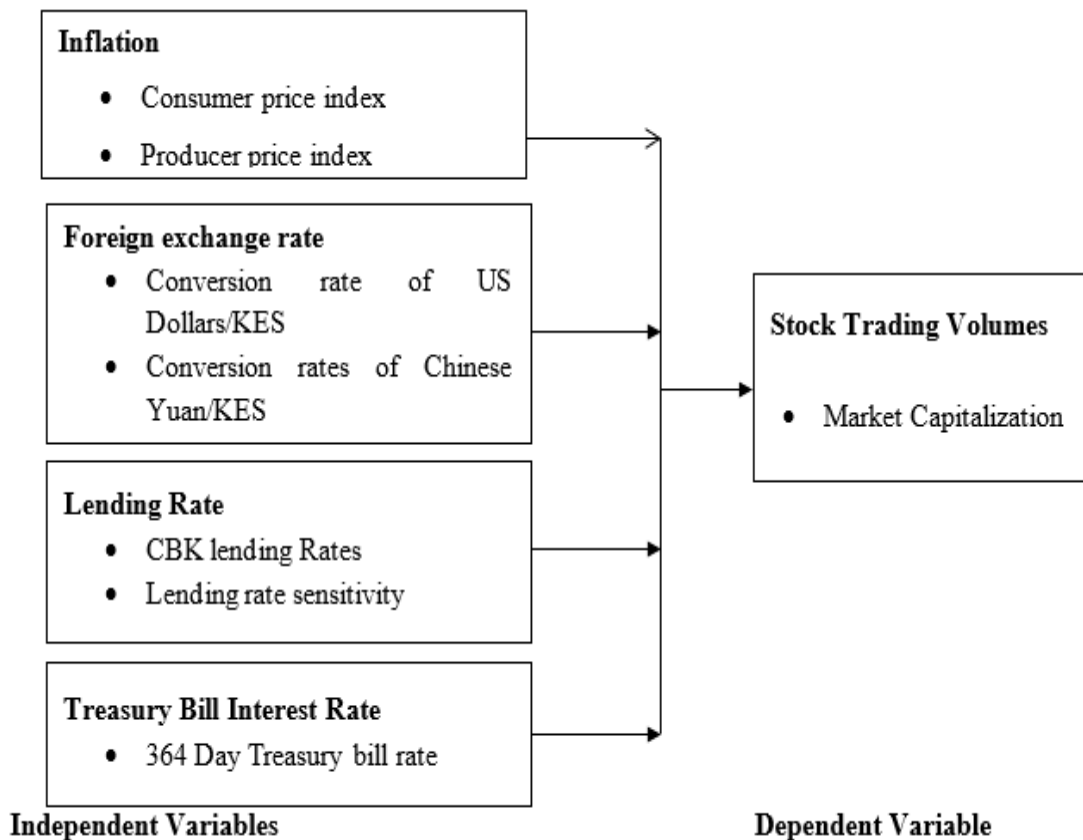 Inflation
• Consumer price index
• Producer price index
Foreign exchange rate
• Conversion rate of US
Dollars/KES
• Conversion rates of Chinese
Yuan/KES
Lending Rate
• CBK lending Rates
• Lending rate sensitivity
Treasury Bill Interest Rate
• 364 Day Treasury bill rate
Independent Variables
Stock Trading Volumes
• Market Capitalization
Dependent Variable